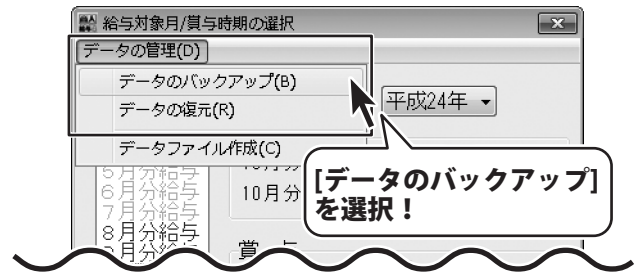 給与対象月/賞与時期の選択
データの管理(D)
データのバックアップ(B)
データの復元(R)
平成24年
データファイル作成(C)
5月分給与
6月分給与
10月分
7月分給与
8月分給与
賞 与
[データのバックアップ]
を選択!